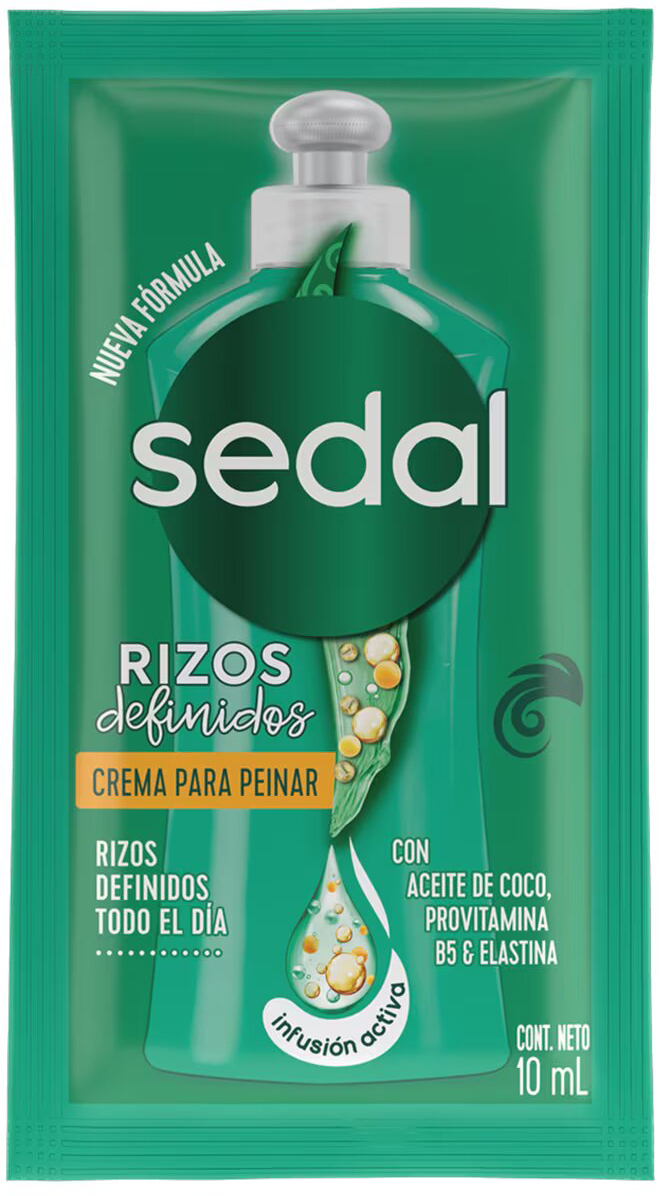 NUEVA FÓRMULA
sedal
RIZOS
definidos
CREMA PARA PEINAR
RIZOS
DEFINIDOS
TODO EL DÍA
CON
ACEITE DE COCO,
PROVITAMINA
B5 & ELASTINA
infusión activa
CONT. NETO
10 mL